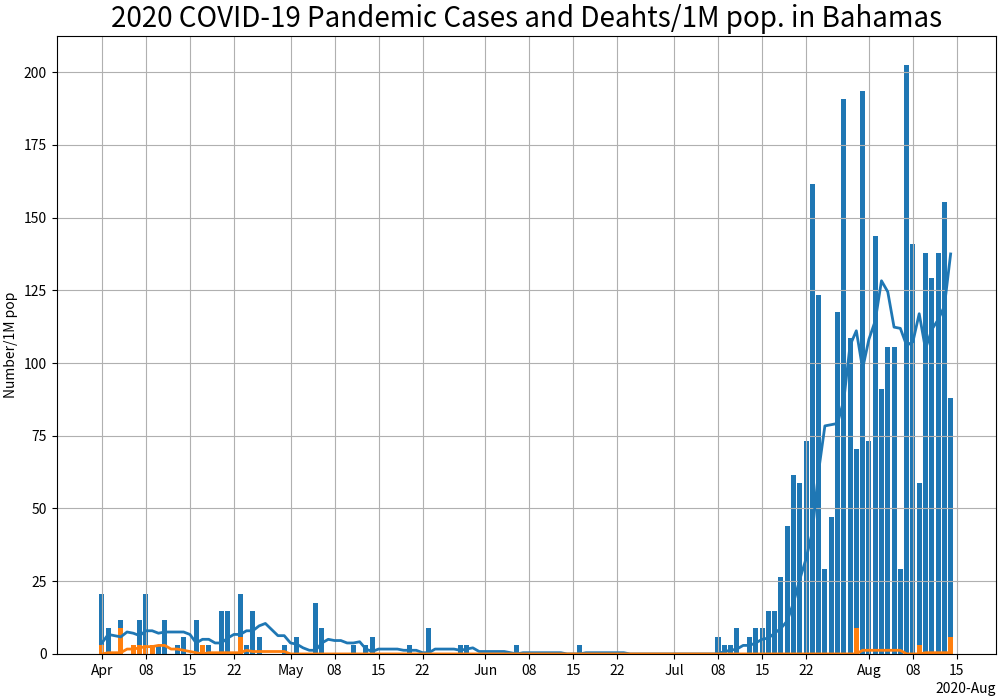 2020 COVID-19 Pandemic Cases and Deahts/1M pop. in Bahamas
Number/1M pop
200
175
150
125
100
75
50
25
0
Apr 08 15 22 May 08 15 22 Jun 08 15 22 Jul 08 15 22 Aug 08 15
2020-Aug